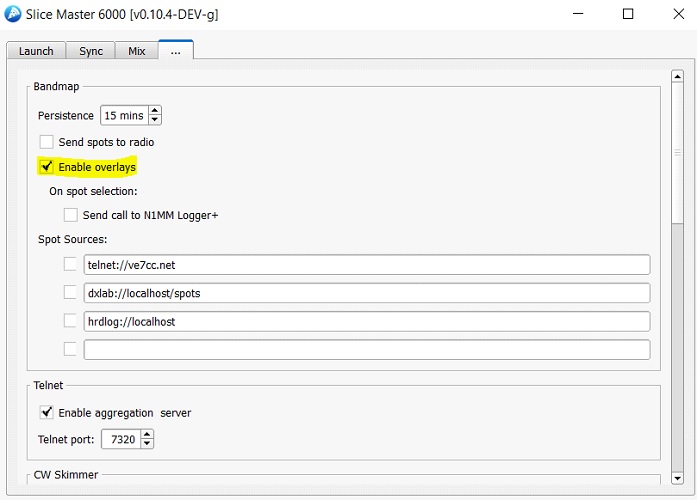 Slice Master 6000 [v0.10.4-DEV-g]
Launch Sync Mix ...
Bandmap
Persistence 15 mins
Send spots to radio
Enable overlays
On spot selection:
Send call to N1MM Logger+
Spot Sources:
telnet://ve7cc.net
dxlab://localhost/spots
hrdlog://localhost
Telnet
Enable aggregation server
Telnet port: 7320
CW Skimmer